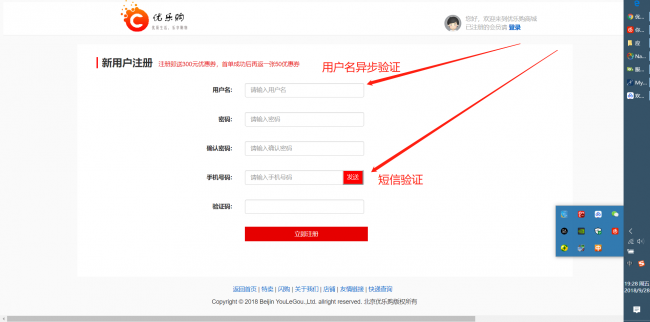 优乐购
您好，欢迎来到优乐购商城
已注册的会员请 登录
新用户注册 注册即送300元优惠券，首单成功后再返一张50优惠券
用户名异步验证
用户名： 请输入用户名
密码： 请输入密码
确认密码： 请输入确认密码
手机号码： 请输入手机号码 发送
短信验证
验证码：
立即注册
返回首页 | 特卖 | 闪购 | 关于我们 | 店铺 | 友情链接 | 快递查询
Copyright © 2018 Beijin YouLeGou.,Ltd. allright reserved. 北京优乐购版权所有
优...
Na...
My...
欢...
中
19:28 周五
2018/9/28